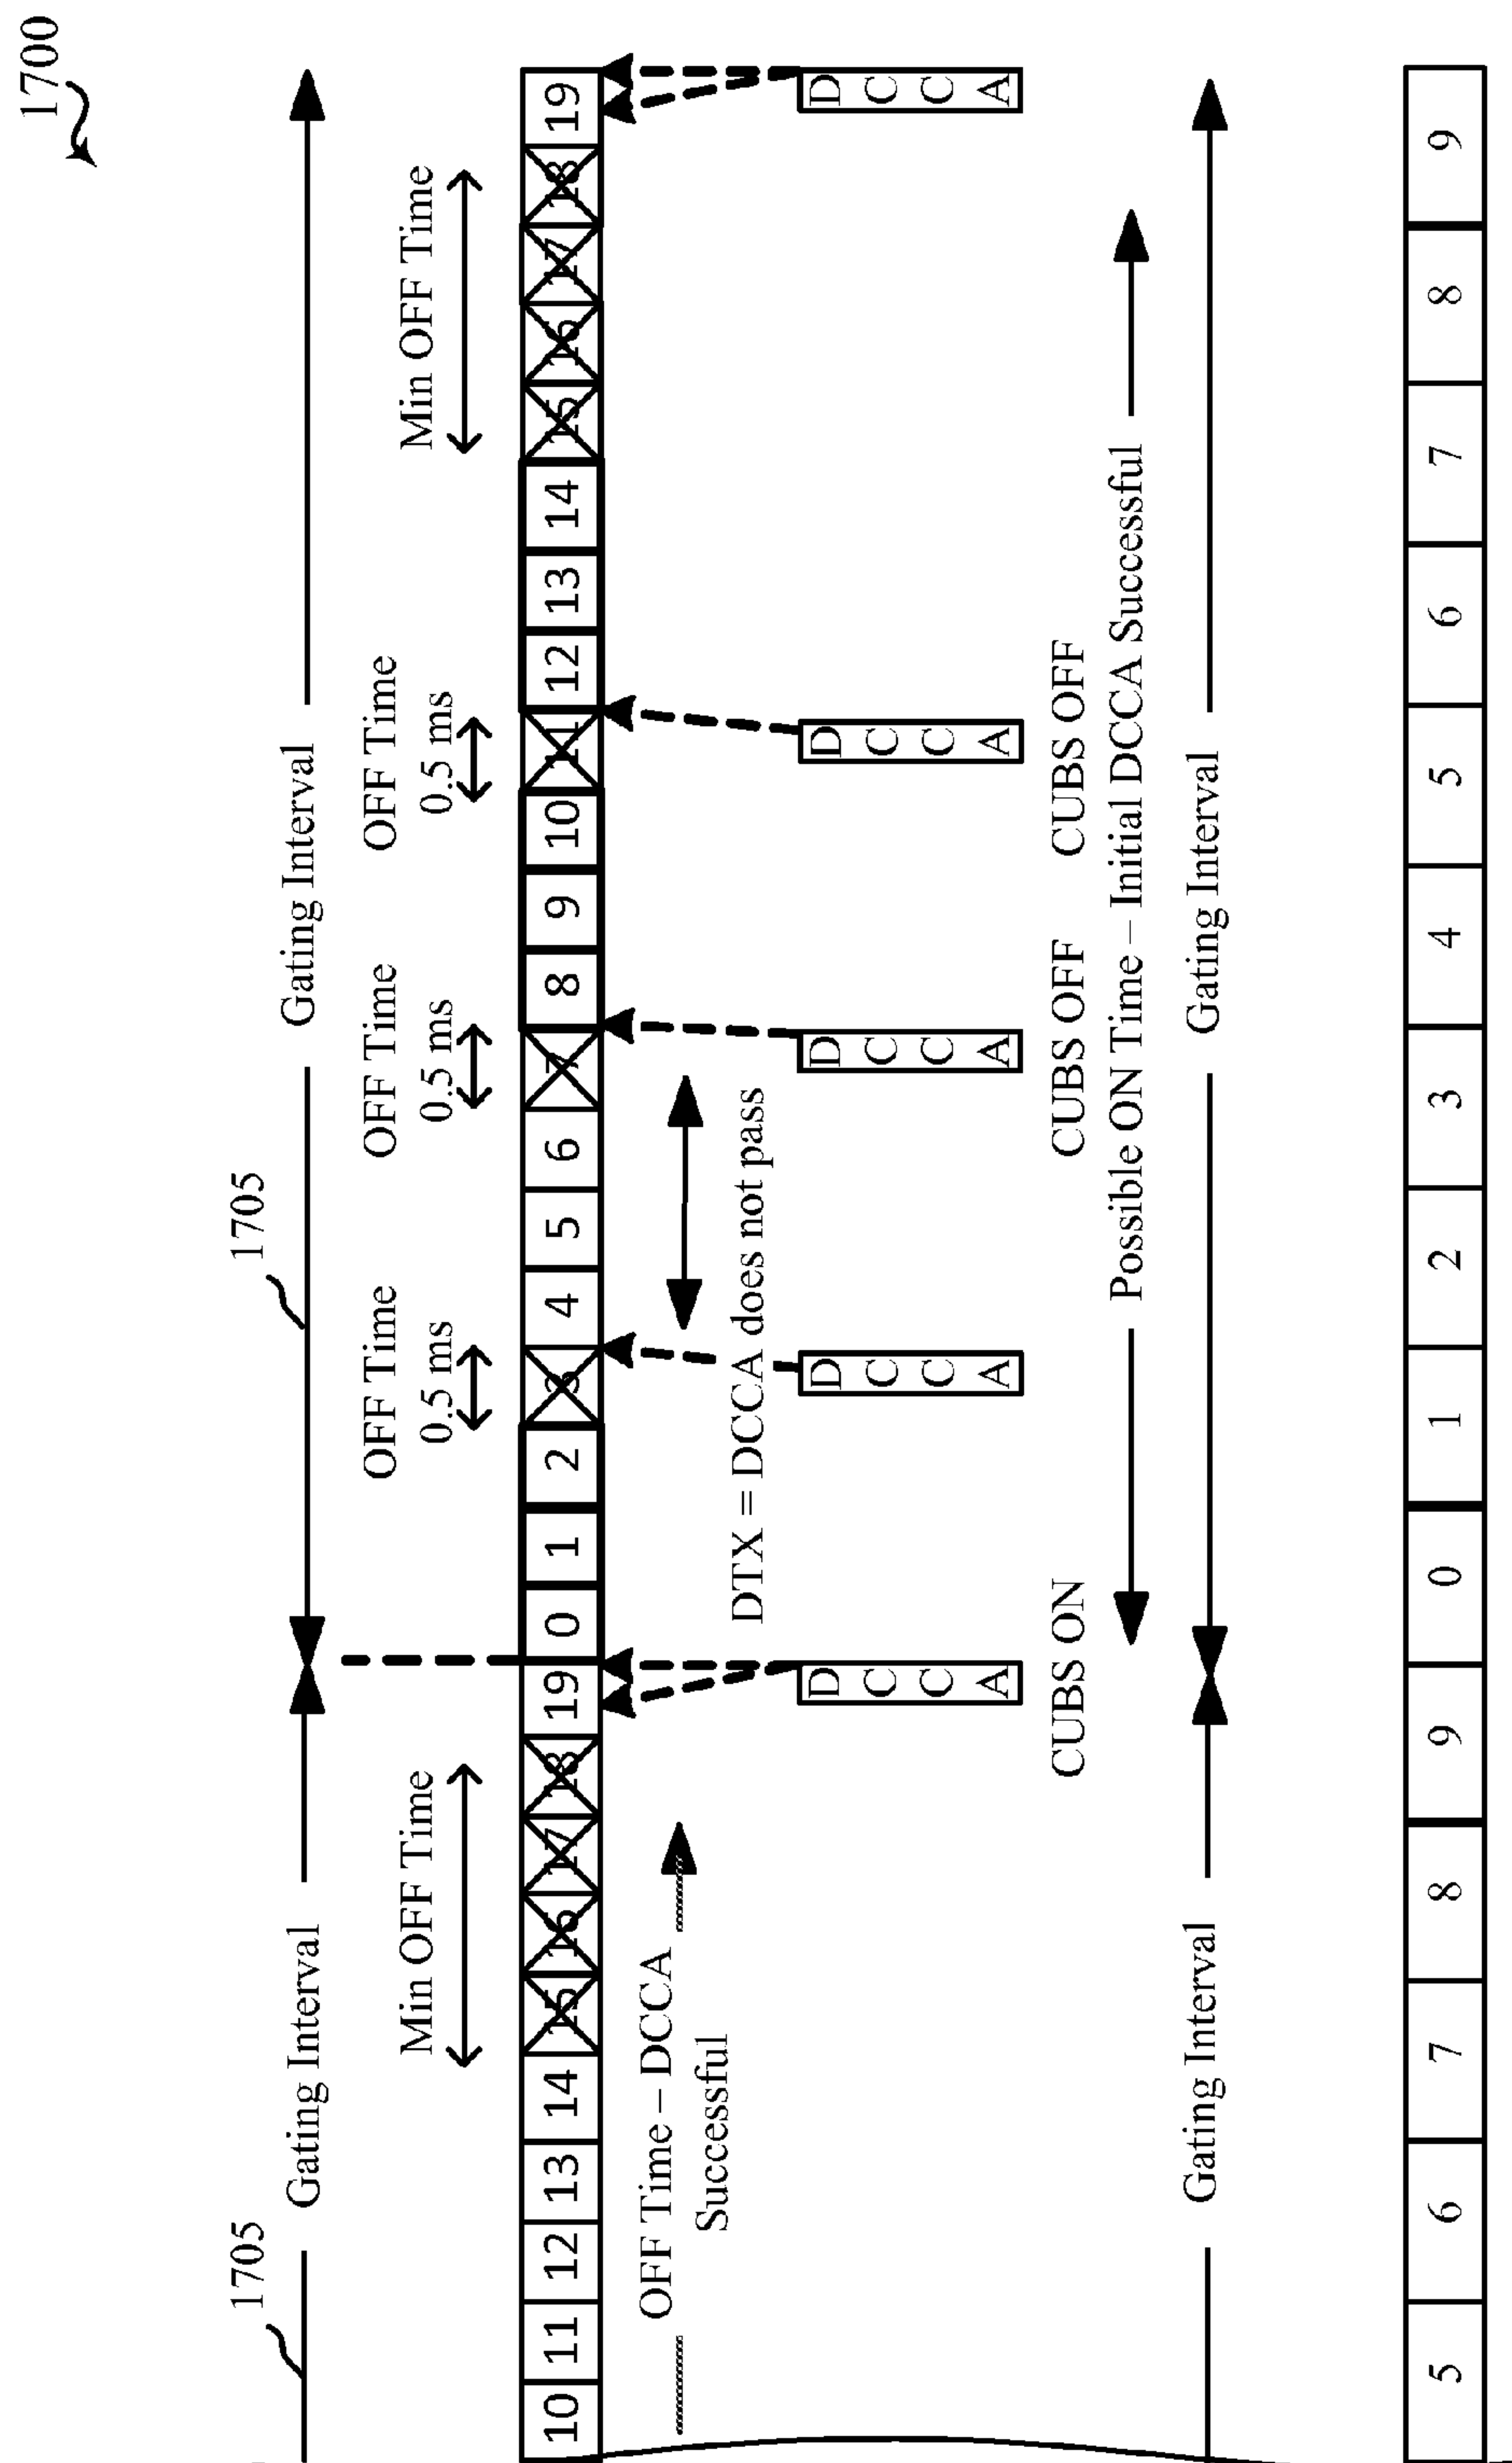 1700
1705
1705
Gating Interval
Gating Interval
Min OFF Time
OFF Time
0.5 ms
OFF Time
0.5 ms
OFF Time
0.5 ms
Min OFF Time
10 11 12 13 14 15 16 17 18 19 0 1 2 3 4 5 6 7 8 9 10 11 12 13 14 15 16 17 18 19
OFF Time – DCCA
Successful
DTX = DCCA does not pass
DCCA
DCCA
DCCA
DCCA
DCCA
CUBS ON
CUBS OFF
CUBS OFF
Possible ON Time – Initial DCCA Successful
Gating Interval
Gating Interval
5 6 7 8 9 0 1 2 3 4 5 6 7 8 9